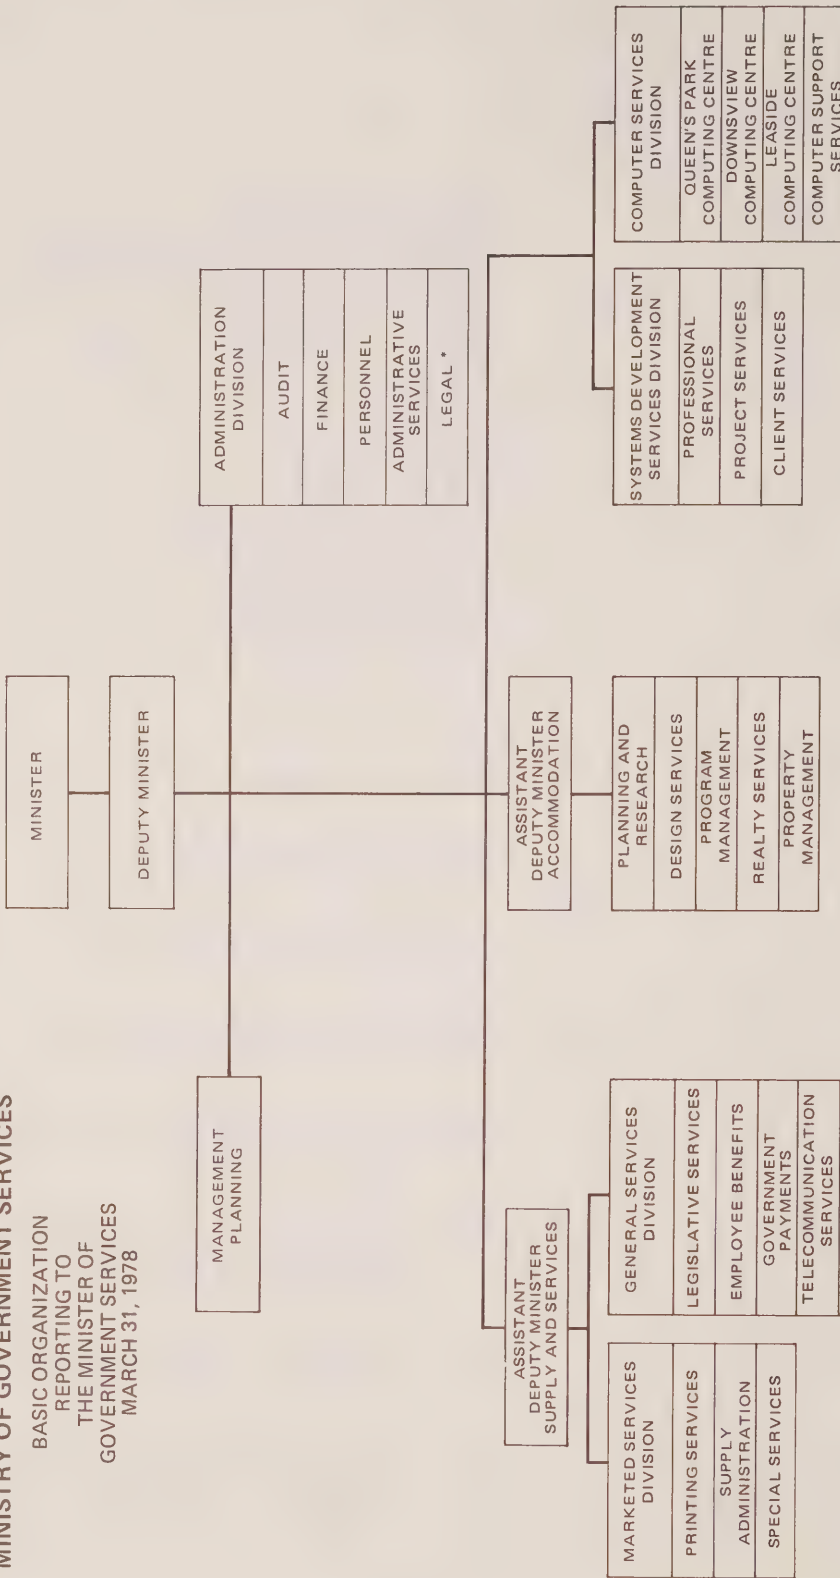 MINISTRY OF GOVERNMENT SERVICES
BASIC ORGANIZATION
REPORTING TO
THE MINISTER OF
GOVERNMENT SERVICES
MARCH 31, 1978
MINISTER
DEPUTY MINISTER
MANAGEMENT
PLANNING
ADMINISTRATION
DIVISION
AUDIT
FINANCE
PERSONNEL
ADMINISTRATIVE
SERVICES
LEGAL *
ASSISTANT
DEPUTY MINISTER
SUPPLY AND SERVICES
MARKETED SERVICES
DIVISION
PRINTING SERVICES
SUPPLY
ADMINISTRATION
SPECIAL SERVICES
GENERAL SERVICES
DIVISION
LEGISLATIVE SERVICES
EMPLOYEE BENEFITS
GOVERNMENT
PAYMENTS
TELECOMMUNICATION
SERVICES
ASSISTANT
DEPUTY MINISTER
ACCOMMODATION
PLANNING AND
RESEARCH
DESIGN SERVICES
PROGRAM
MANAGEMENT
REALTY SERVICES
PROPERTY
MANAGEMENT
SYSTEMS DEVELOPMENT
SERVICES DIVISION
PROFESSIONAL
SERVICES
PROJECT SERVICES
CLIENT SERVICES
COMPUTER SERVICES
DIVISION
QUEEN'S PARK
COMPUTING CENTRE
DOWNSVIEW
COMPUTING CENTRE
LEASIDE
COMPUTING CENTRE
COMPUTER SUPPORT
SERVICES